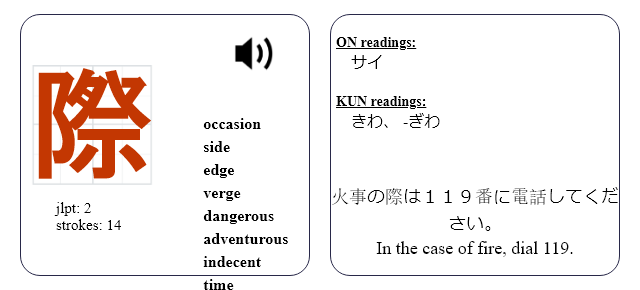 際
jlpt: 2
strokes: 14
occasion
side
edge
verge
dangerous
adventurous
indecent
time
ON readings:
サイ
KUN readings:
きわ、 -ぎわ
火事の際は１１９番に電話してくだ
さい。
In the case of fire, dial 119.